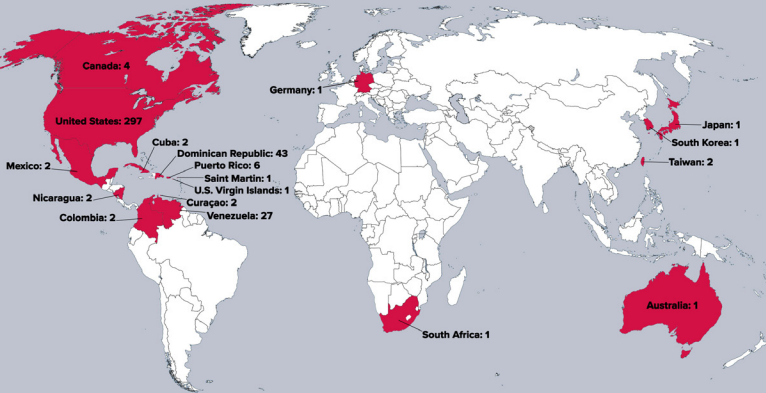 Canada: 4
Germany: 1
United States: 297
Japan: 1
Cuba: 2
South Korea: 1
Dominican Republic: 43
Taiwan: 2
Mexico: 2
Puerto Rico: 6
Saint Martin: 1
U.S. Virgin Islands: 1
Nicaragua: 2
Curaçao: 2
Colombia: 2
Venezuela: 27
Australia: 1
South Africa: 1